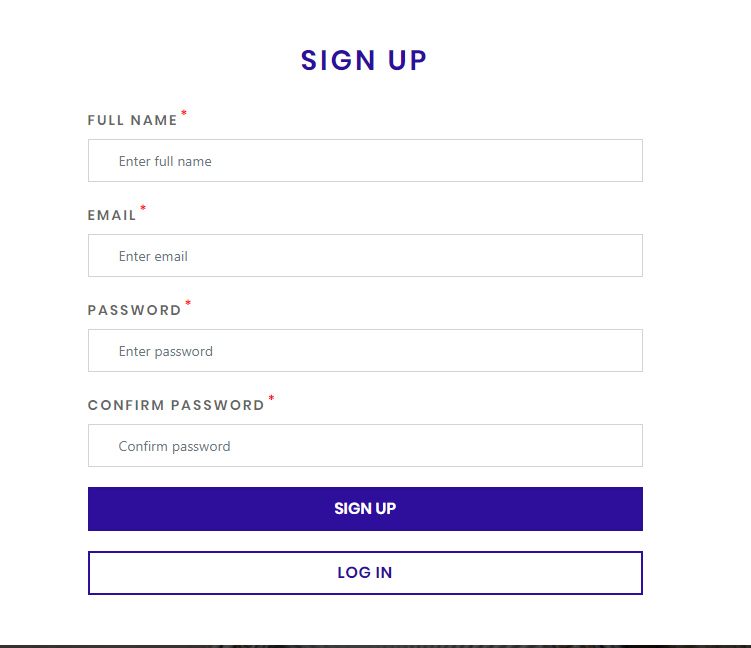 SIGN UP
FULL NAME*
Enter full name
EMAIL*
Enter email
PASSWORD*
Enter password
CONFIRM PASSWORD*
Confirm password
SIGN UP
LOG IN